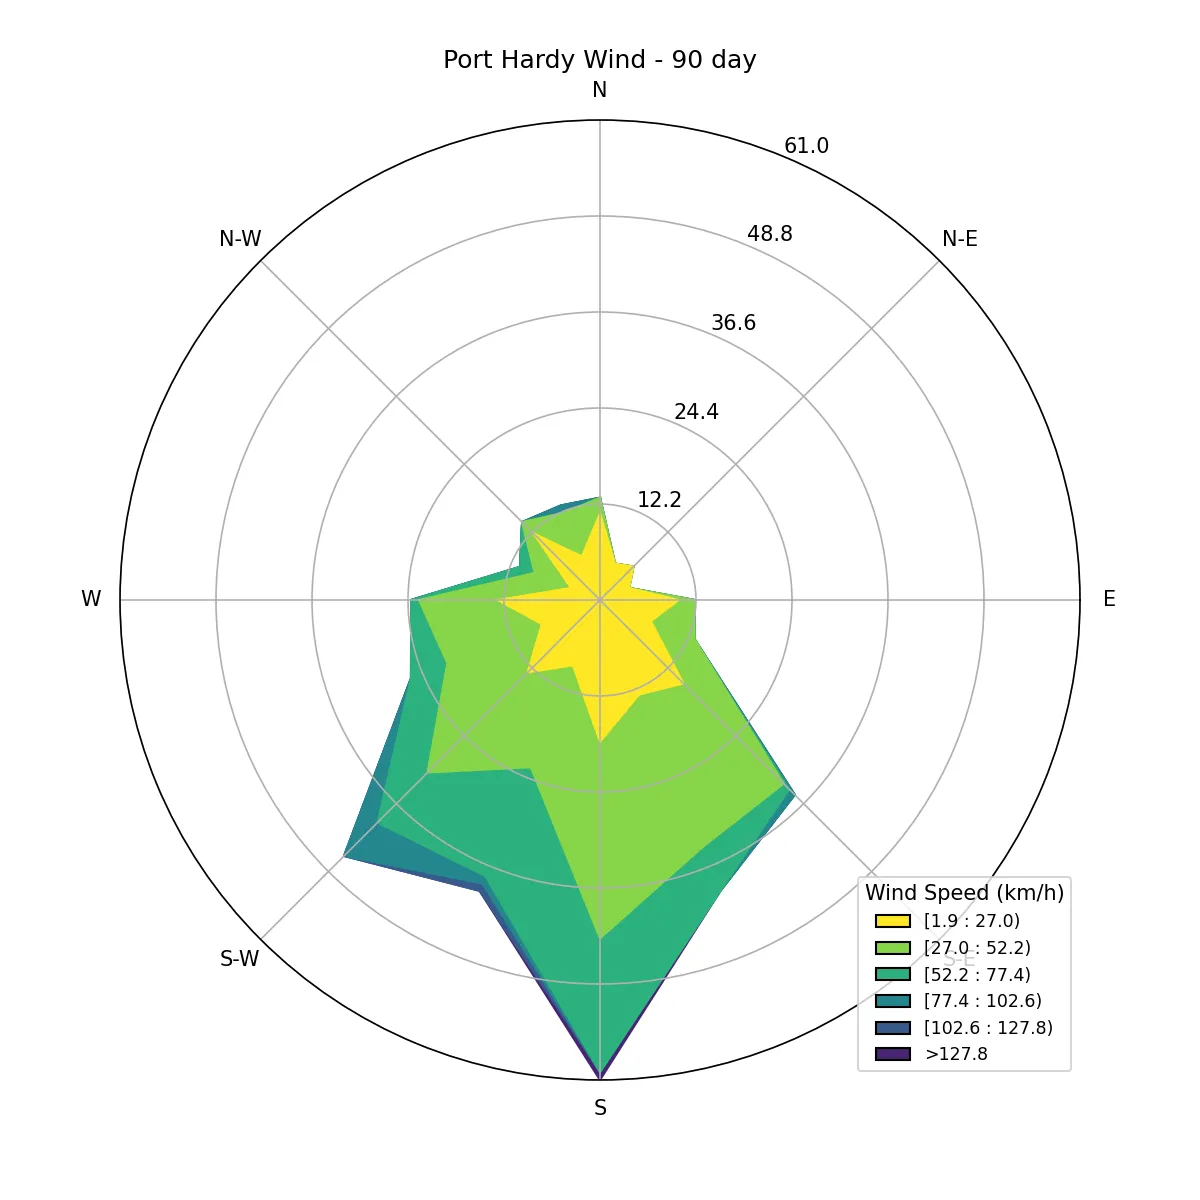 Port Hardy Wind - 90 day
N
61.0
N-W
48.8
N-E
36.6
24.4
12.2
W
E
S-W
S-E
Wind Speed (km/h)
[1.9 : 27.0)
[27.0 : 52.2)
[52.2 : 77.4)
[77.4 : 102.6)
[102.6 : 127.8)
>127.8
S